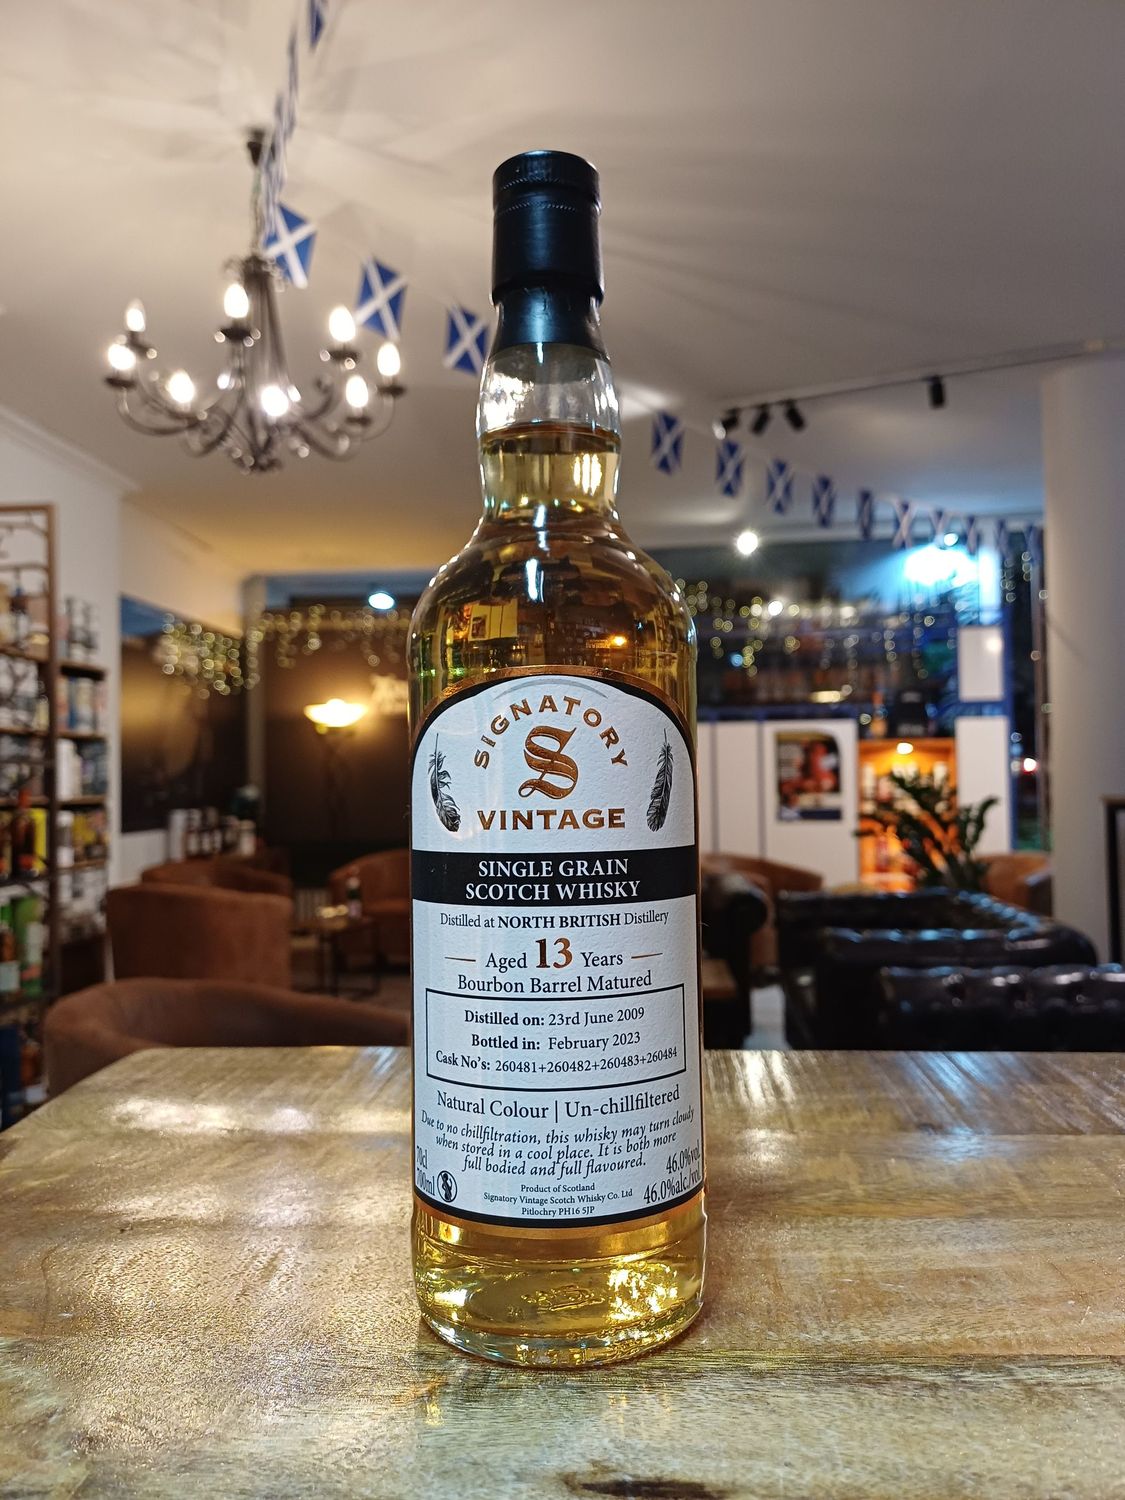 SIGNATORY
S
VINTAGE
SINGLE GRAIN
SCOTCH WHISKY
Distilled at NORTH BRITISH Distillery
Aged 13 Years
Bourbon Barrel Matured
Distilled on: 23rd June 2009
Bottled in: February 2023
Cask No's: 260481+260482+260483+260484
Natural Colour | Un-chillfiltered
Due to no chillfiltration, this whisky may turn cloudy
when stored in a cool place. It is both more
full bodied and full flavoured.
70cl
700ml
46.0%vol
46.0%alc./vol
Product of Scotland
Signatory Vintage Scotch Whisky Co. Ltd
Pitlochry PH16 5JP